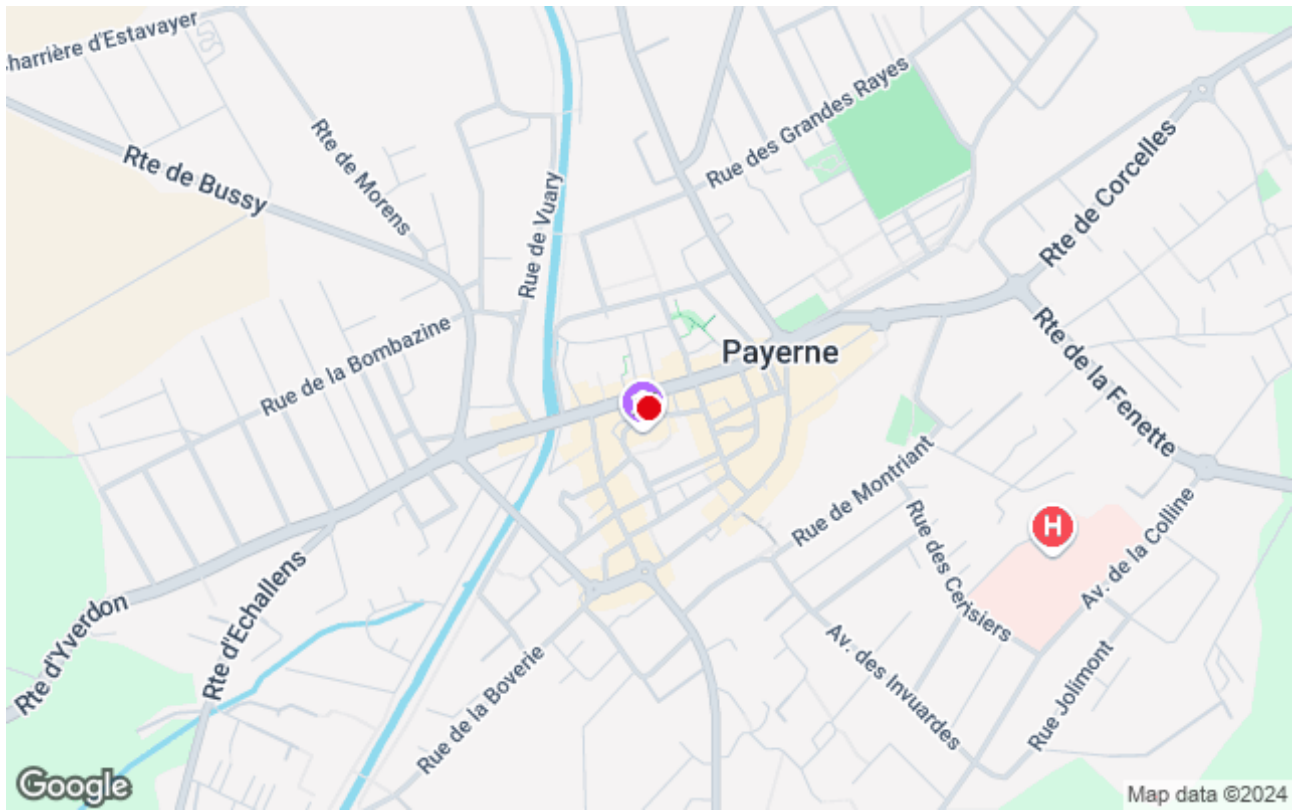 harrière d'Estavayer
Rte de Morens
Rte de Bussy
Rue de Vuary
Rue des Grandes Rayes
Rte de Corcelles
Rue de la Bombazine
Payerne
Rte de la Fenette
Rue de Montriant
Rue des Cerisiers
H
Av. de la Colline
Rte d'Yverdon
Rte d'Echallens
Rue de la Boverie
Av. des Invuardes
Rue Jolimont
Google
Map data ©2024